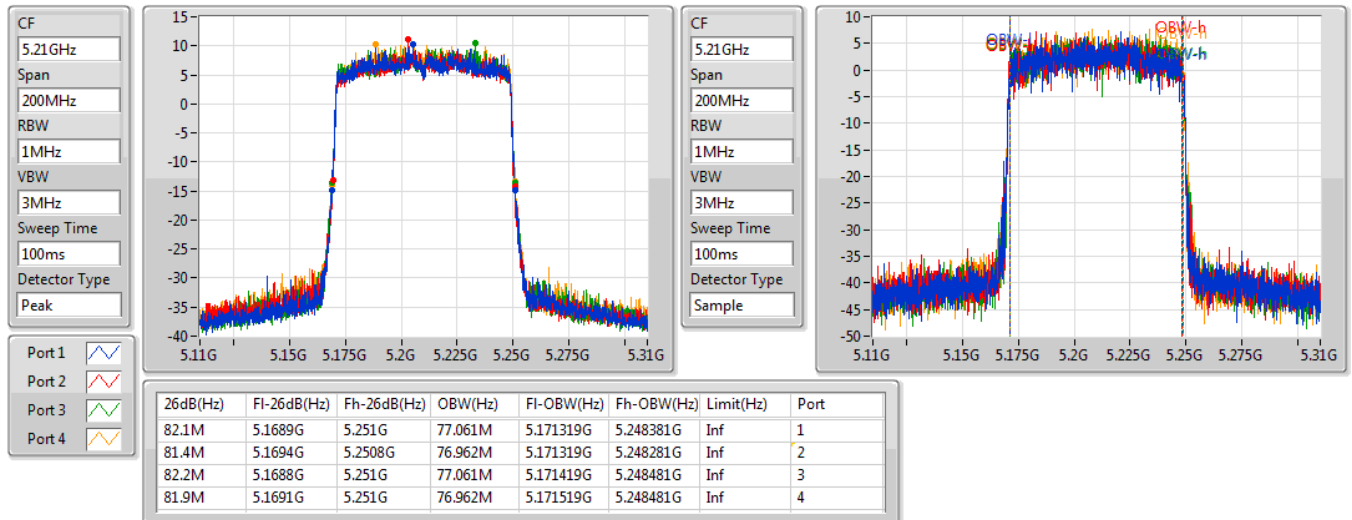 CF
5.21GHz
Span
200MHz
RBW
1MHz
VBW
3MHz
Sweep Time
100ms
Detector Type
Peak
15
10
5
0
-5
-10
-15
-20
-25
-30
-35
-40
5.11G 5.15G 5.175G 5.2G 5.225G 5.25G 5.275G 5.31G
CF
5.21GHz
Span
200MHz
RBW
1MHz
VBW
3MHz
Sweep Time
100ms
Detector Type
Sample
10
5
0
-5
-10
-15
-20
-25
-30
-35
-40
-45
-50
OBW-h
OBW-h
5.11G 5.15G 5.175G 5.2G 5.225G 5.25G 5.275G 5.31G
Port 1
Port 2
Port 3
Port 4
26dB(Hz) Fl-26dB(Hz) Fh-26dB(Hz) OBW(Hz) Fl-OBW(Hz) Fh-OBW(Hz) Limit(Hz) Port
82.1M 5.1689G 5.251G 77.061M 5.171319G 5.248381G Inf 1
81.4M 5.1694G 5.2508G 76.962M 5.171319G 5.248281G Inf 2
82.2M 5.1688G 5.251G 77.061M 5.171419G 5.248481G Inf 3
81.9M 5.1691G 5.251G 76.962M 5.171519G 5.248481G Inf 4